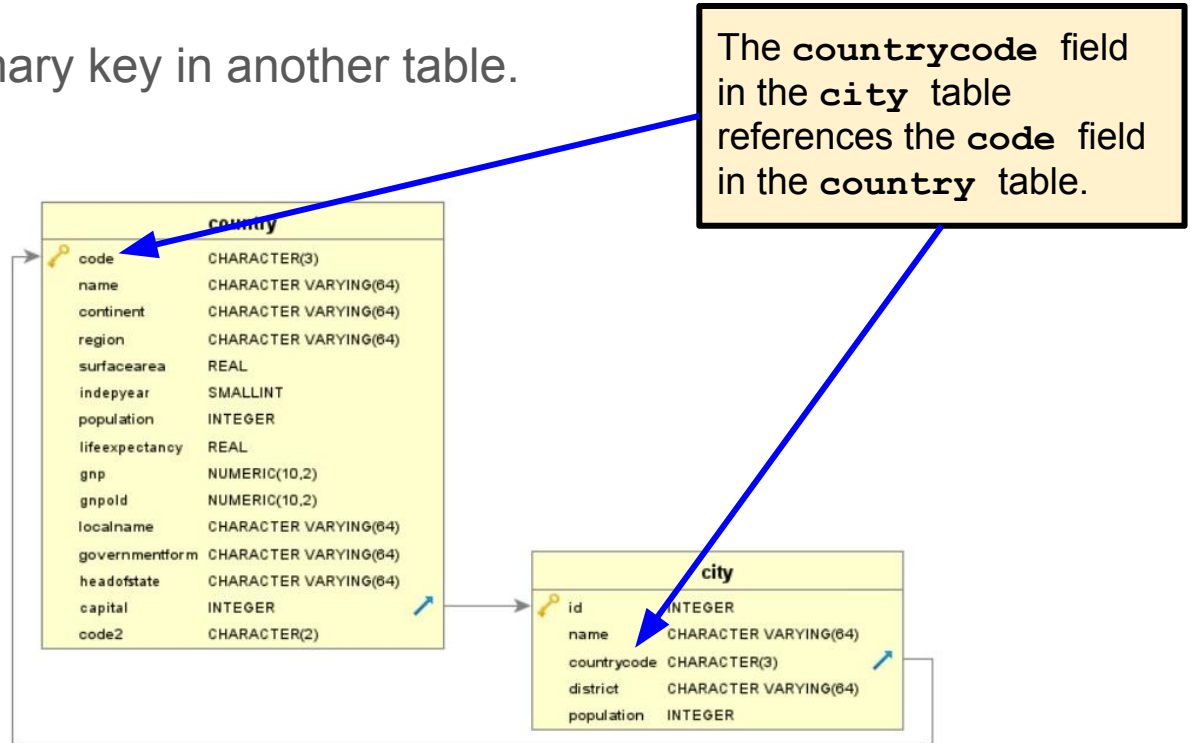 nary key in another table.
The countrycode field
in the city table
references the code field
in the country table.
country
code CHARACTER(3)
name CHARACTER VARYING(64)
continent CHARACTER VARYING(64)
region CHARACTER VARYING(64)
surfacearea REAL
indepyear SMALLINT
population INTEGER
lifeexpectancy REAL
gnp NUMERIC(10,2)
gnpold NUMERIC(10,2)
localname CHARACTER VARYING(64)
governmentform CHARACTER VARYING(64)
headofstate CHARACTER VARYING(64)
capital INTEGER
code2 CHARACTER(2)
city
id INTEGER
name CHARACTER VARYING(64)
countrycode CHARACTER(3)
district CHARACTER VARYING(64)
population INTEGER